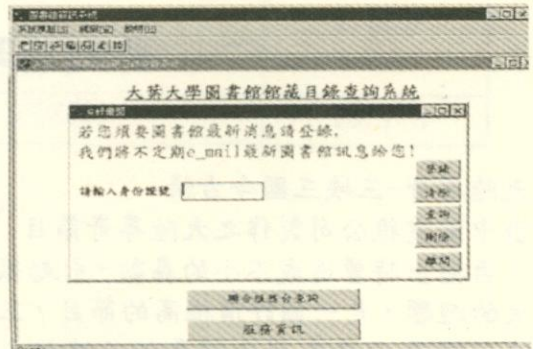 大葉大學圖書館館藏目錄查詢系統
若您須要圖書館最新消息請登錄,
我們將不定期e_mail最新圖書館訊息給您!
請輸入身份證號
登錄
清除
查詢
刪除
離開
聯合服務台查詢
服務資訊